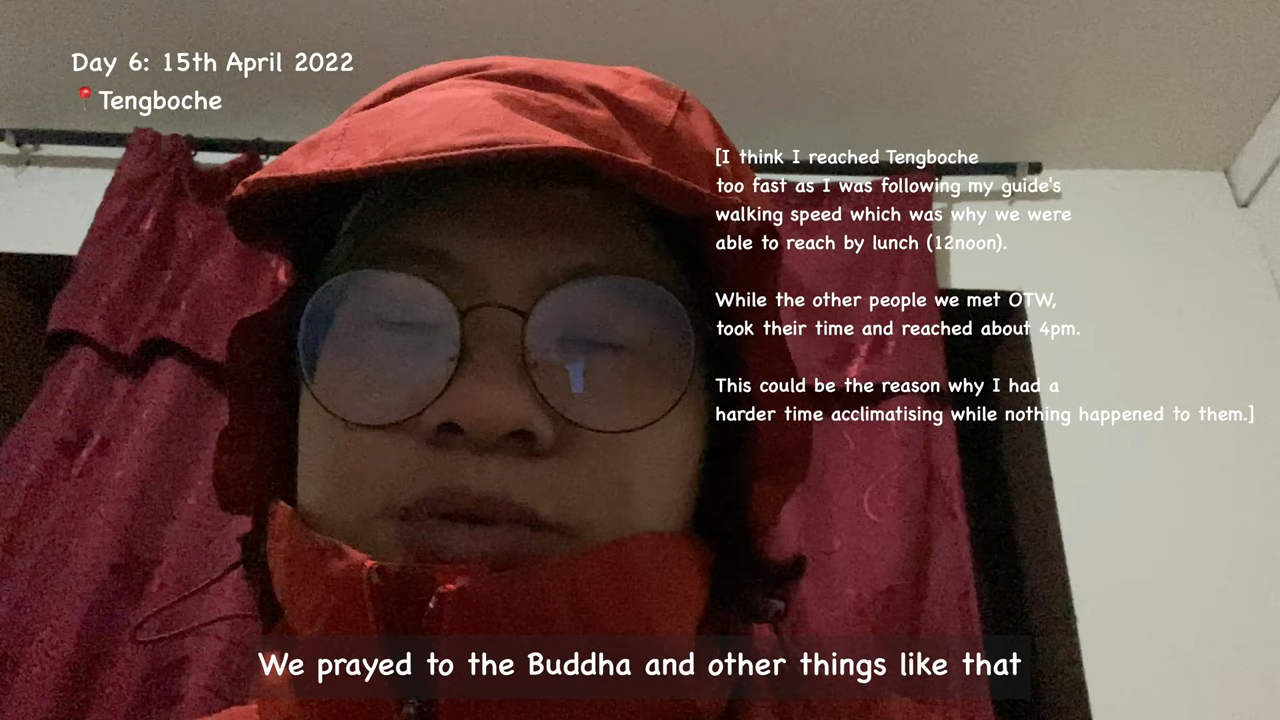 Day 6: 15th April 2022
📍Tengboche
[I think I reached Tengboche
too fast as I was following my guide's
walking speed which was why we were
able to reach by lunch (12noon).
While the other people we met OTW,
took their time and reached about 4pm.
This could be the reason why I had a
harder time acclimatising while nothing happened to them.]
We prayed to the Buddha and other things like that